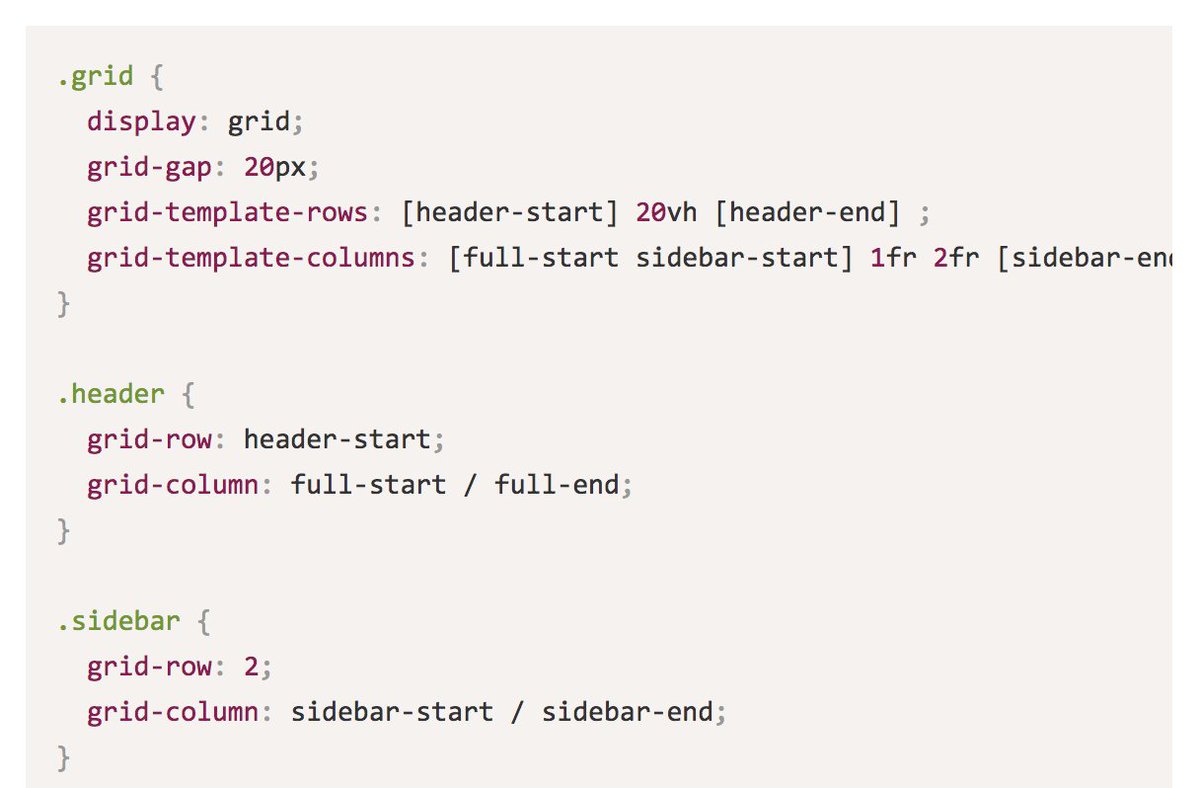 .grid {
  display: grid;
  grid-gap: 20px;
  grid-template-rows: [header-start] 20vh [header-end] ;
  grid-template-columns: [full-start sidebar-start] 1fr 2fr [sidebar-en
}

.header {
  grid-row: header-start;
  grid-column: full-start / full-end;
}

.sidebar {
  grid-row: 2;
  grid-column: sidebar-start / sidebar-end;
}